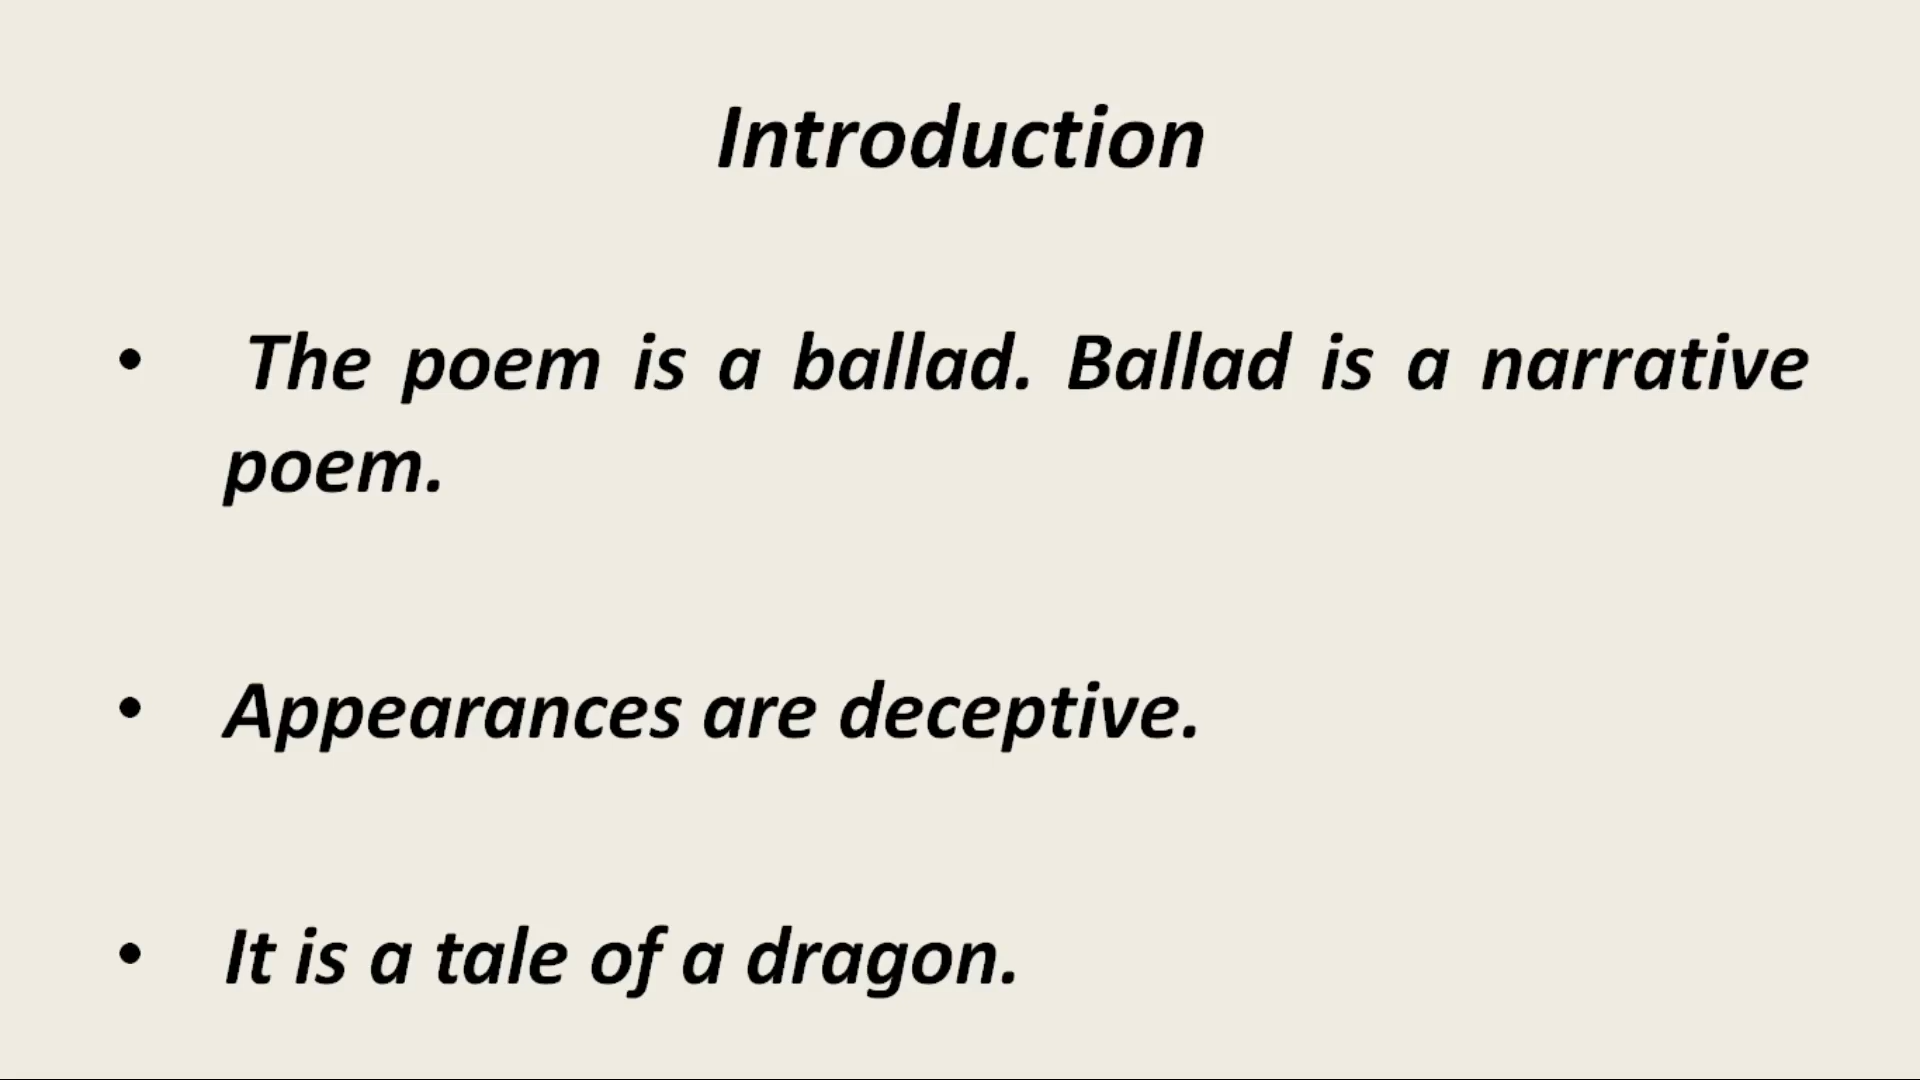 Introduction
• The poem is a ballad. Ballad is a narrative
poem.
• Appearances are deceptive.
• It is a tale of a dragon.